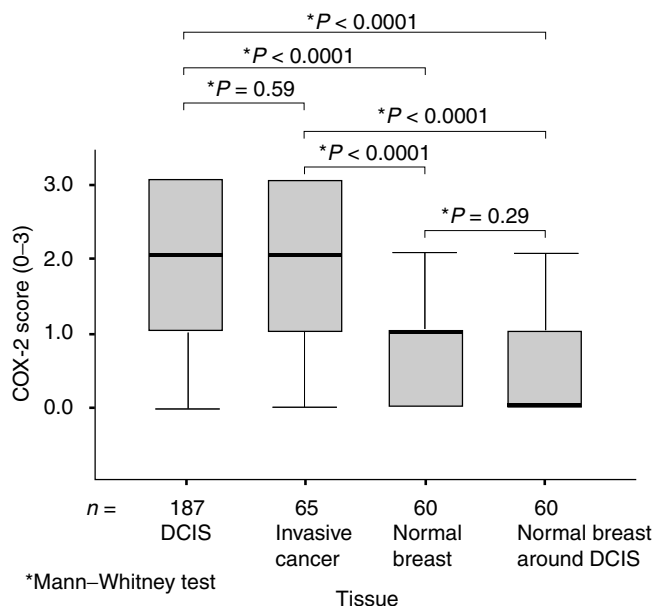 *P < 0.0001
*P < 0.0001
*P = 0.59
*P < 0.0001
*P < 0.0001
*P = 0.29
COX-2 score (0–3)
3.0
2.0
1.0
0.0
n = 187 65 60 60
DCIS Invasive cancer Normal breast Normal breast around DCIS
*Mann–Whitney test
Tissue